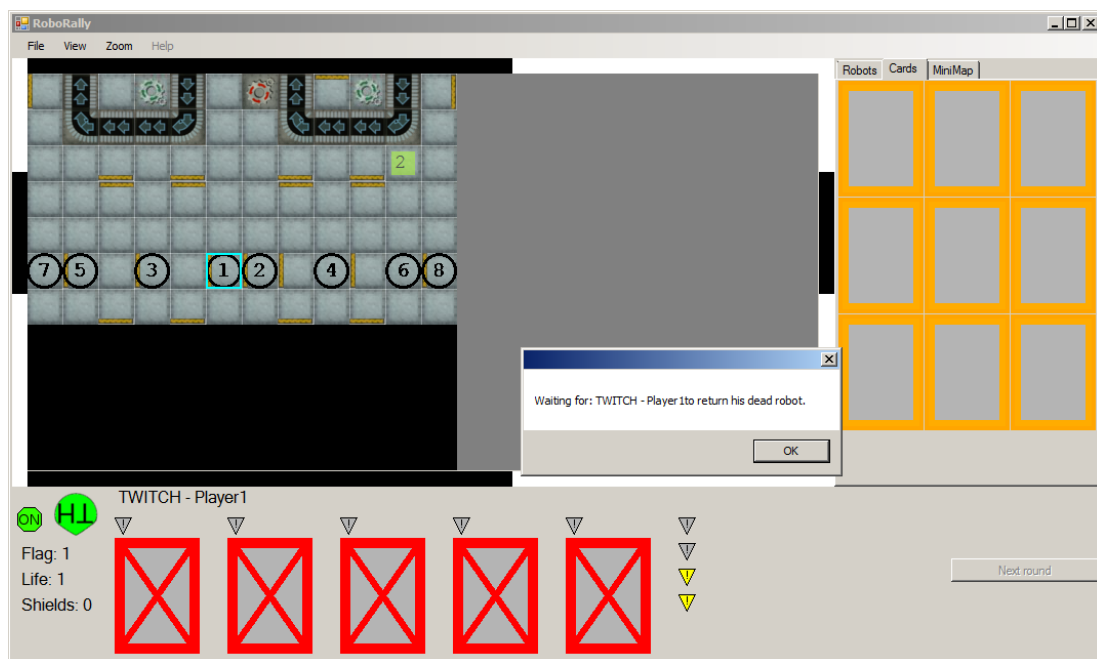 RoboRally
File View Zoom Help
Robots Cards MiniMap
2
7 5 3 1 2 4 6 8
Waiting for: TWITCH - Player1to return his dead robot.
OK
TWITCH - Player1
ON
TH
Flag: 1
Life: 1
Shields: 0
! ! ! ! ! !
!
!
!
Next round